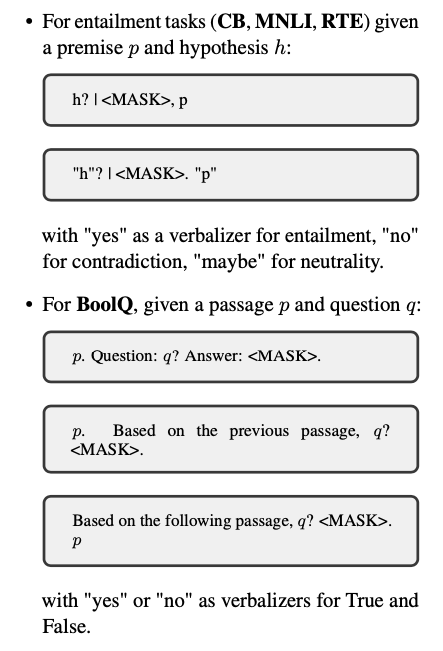 • For entailment tasks (CB, MNLI, RTE) given
a premise p and hypothesis h:
h? | <MASK>, p
"h"? | <MASK>. "p"
with "yes" as a verbalizer for entailment, "no"
for contradiction, "maybe" for neutrality.
• For BoolQ, given a passage p and question q:
p. Question: q? Answer: <MASK>.
p. Based on the previous passage, q?
<MASK>.
Based on the following passage, q? <MASK>.
p
with "yes" or "no" as verbalizers for True and
False.